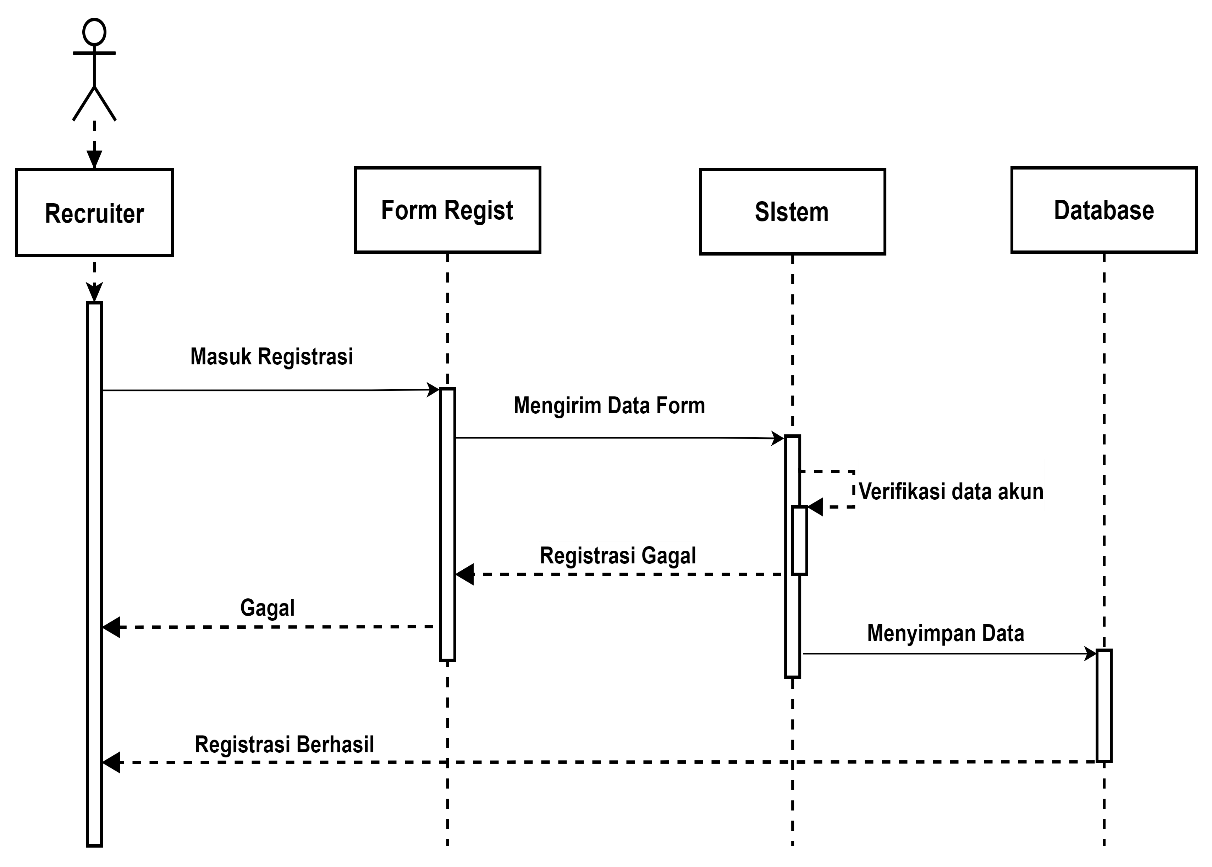 Recruiter
Form Regist
SIstem
Database
Masuk Registrasi
Mengirim Data Form
Verifikasi data akun
Registrasi Gagal
Gagal
Menyimpan Data
Registrasi Berhasil